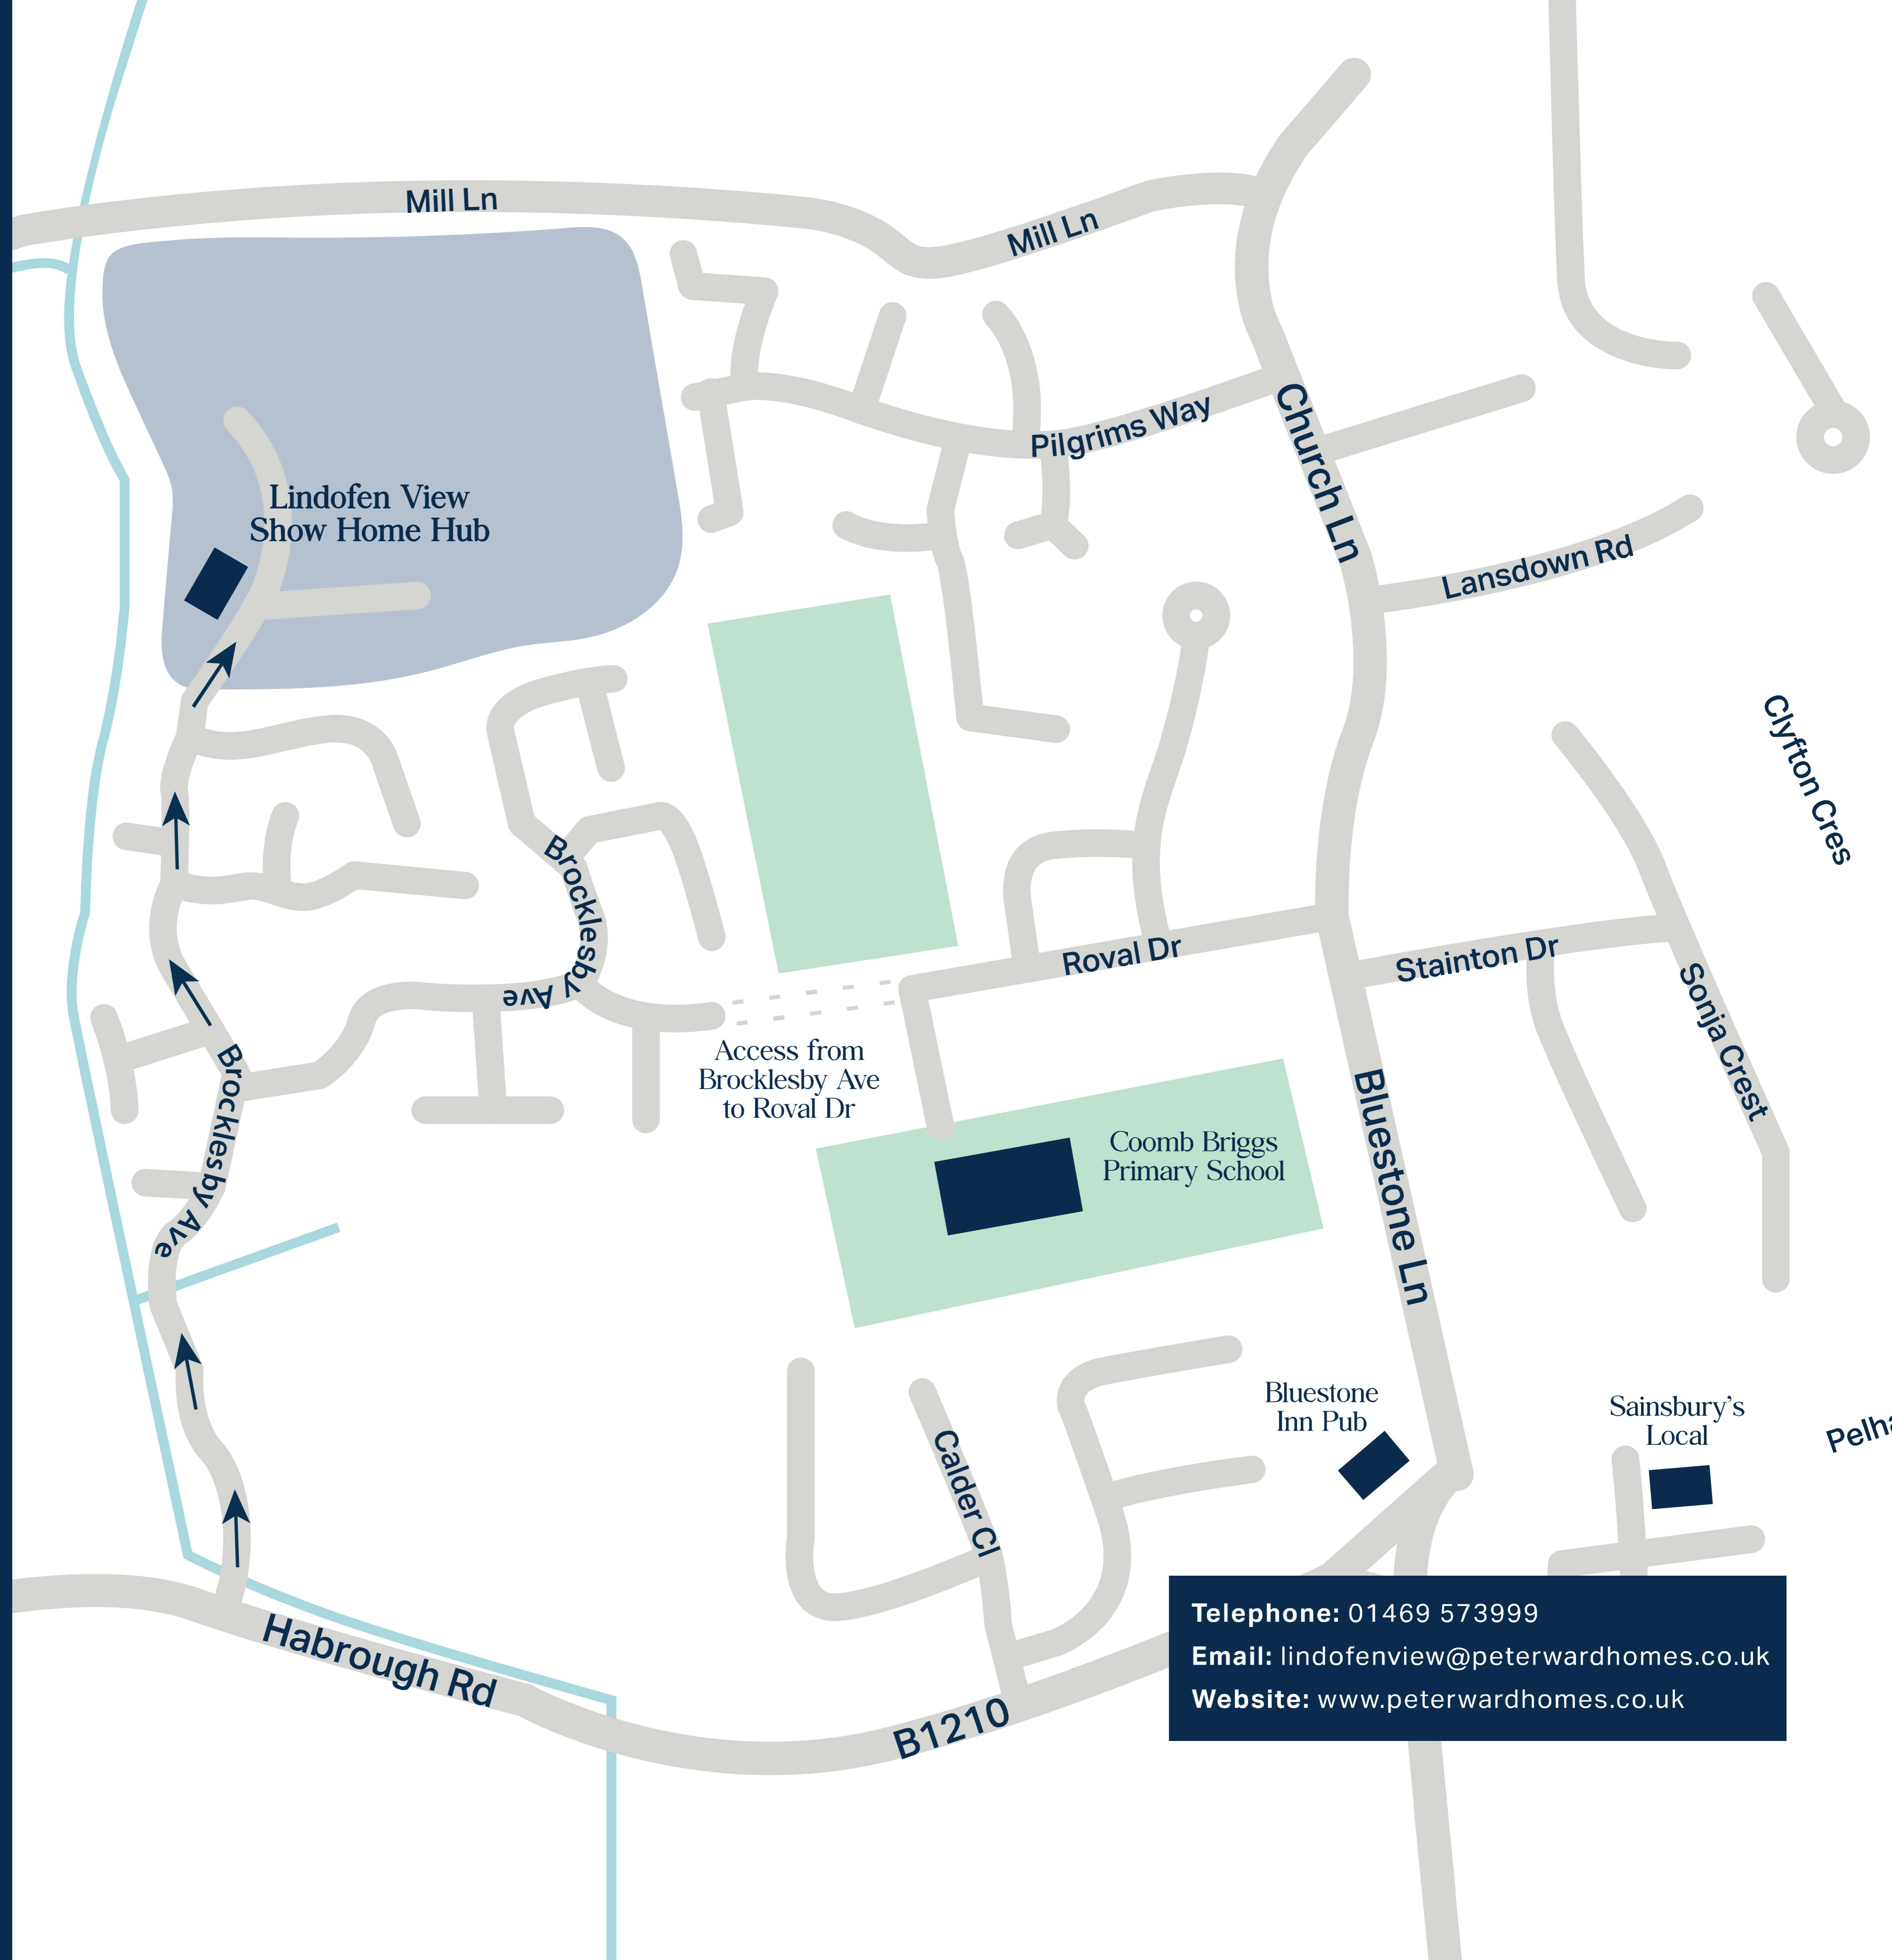 Mill Ln
Mill Ln
Pilgrims Way
Church Ln
Lindofen View
Show Home Hub
Lansdown Rd
Clyfton Cres
Brocklesby Ave
Roval Dr
Stainton Dr
Sonja Crest
Access from
Brocklesby Ave
to Roval Dr
Brocklesby Ave
Coomb Briggs
Primary School
Bluestone Ln
Bluestone
Inn Pub
Sainsbury's
Local
Pelha
Calder Cl
Habrough Rd
B1210
Telephone: 01469 573999
Email: lindofenview@peterwardhomes.co.uk
Website: www.peterwardhomes.co.uk